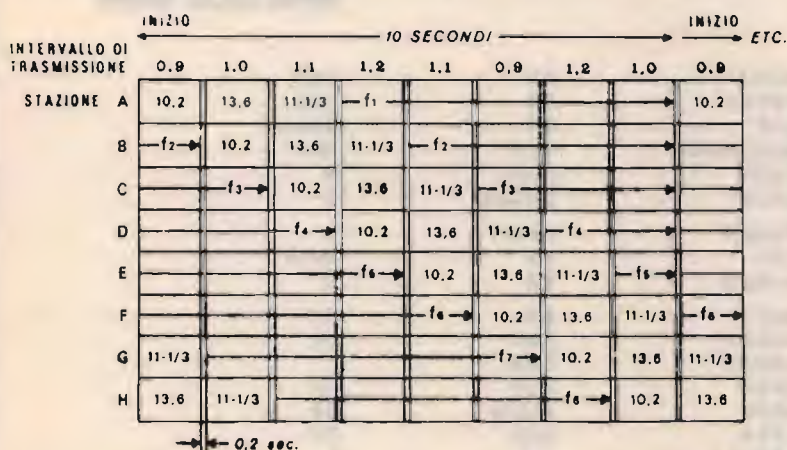 INIZIO INIZIO
10 SECONDI ETC.
INTERVALLO DI
TRASMISSIONE 0,9 1.0 1.1 1.2 1.1 0.9 1.2 1.0 0.9
STAZIONE A 10.2 13.6 11-1/3 f1 10.2
B f2 10.2 13.6 11-1/3 f2
C f3 10.2 13.6 11-1/3 f3
D f4 10.2 13.6 11-1/3 f4
E f5 10.2 13.6 11-1/3 f5
F f6 10.2 13.6 11-1/3 f6
G 11-1/3 f7 10.2 13.6 11-1/3
H 13.6 11-1/3 f8 10.2 13.6
0,2 sec.